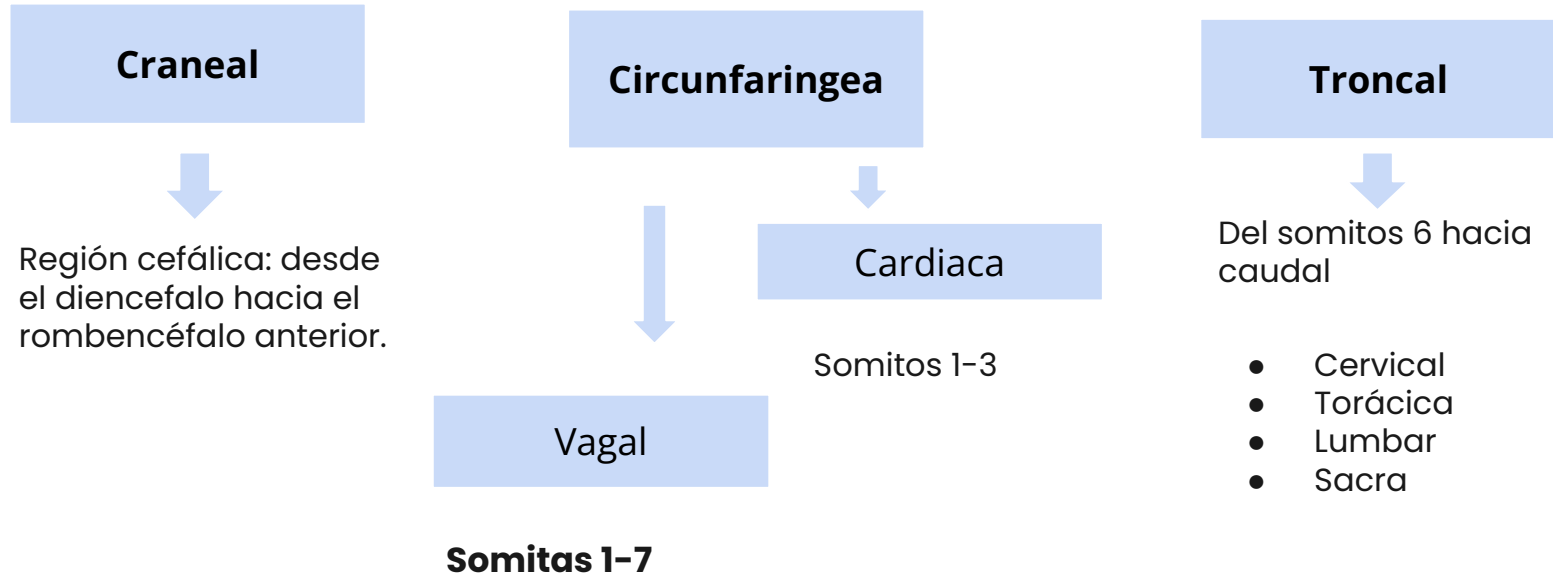 Craneal
Región cefálica: desde
el diencefalo hacia el
rombencéfalo anterior.
Circunfaringea
Cardiaca
Somitos 1-3
Vagal
Somitas 1-7
Troncal
Del somitos 6 hacia
caudal
● Cervical
● Torácica
● Lumbar
● Sacra